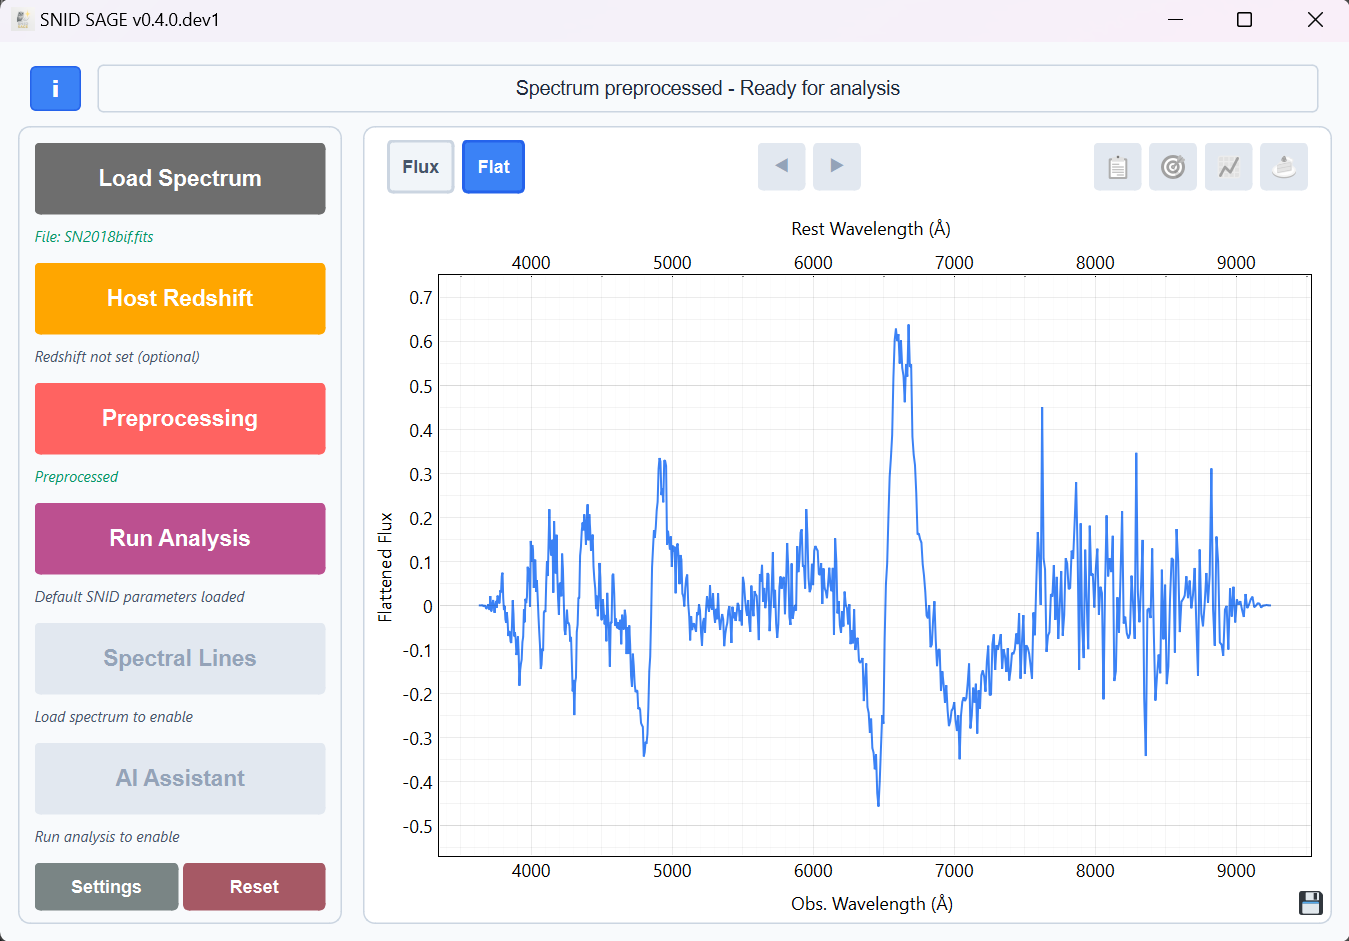 SNID SAGE v0.4.0.dev1
i
Spectrum preprocessed - Ready for analysis
Load Spectrum
File: SN2018bif.fits
Host Redshift
Redshift not set (optional)
Preprocessing
Preprocessed
Run Analysis
Default SNID parameters loaded
Spectral Lines
Load spectrum to enable
AI Assistant
Run analysis to enable
Settings Reset
Flux Flat
Rest Wavelength (Å)
4000 5000 6000 7000 8000 9000
Flattened Flux
0.7
0.6
0.5
0.4
0.3
0.2
0.1
0
-0.1
-0.2
-0.3
-0.4
-0.5
4000 5000 6000 7000 8000 9000
Obs. Wavelength (Å)